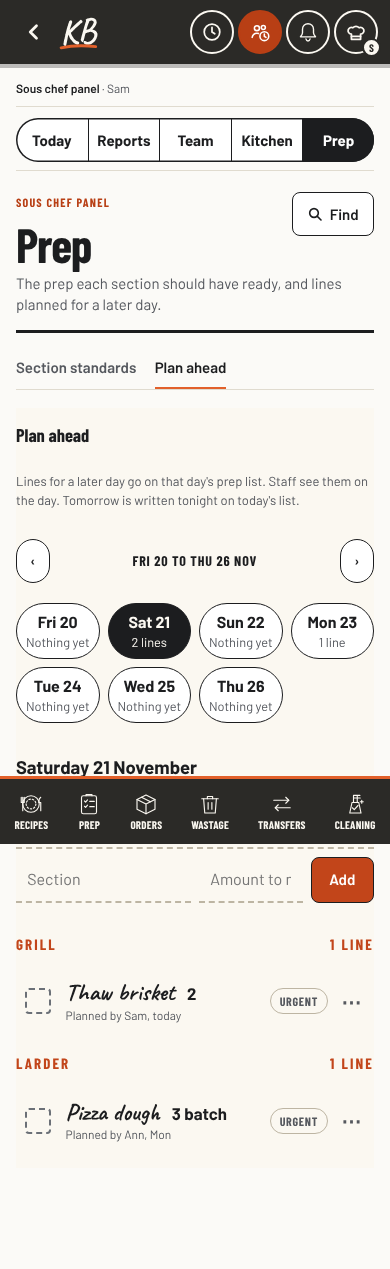 KB
S
Sous chef panel · Sam
Today Reports Team Kitchen Prep
SOUS CHEF PANEL
Find
Prep
The prep each section should have ready, and lines
planned for a later day.
Section standards Plan ahead
Plan ahead
Lines for a later day go on that day's prep list. Staff see them on
the day. Tomorrow is written tonight on today's list.
‹ FRI 20 TO THU 26 NOV ›
Fri 20 Sat 21 Sun 22 Mon 23
Nothing yet 2 lines Nothing yet 1 line
Tue 24 Wed 25 Thu 26
Nothing yet Nothing yet Nothing yet
Saturday 21 November
RECIPES PREP ORDERS WASTAGE TRANSFERS CLEANING
Section Amount to r Add
GRILL 1 LINE
Thaw brisket 2 URGENT ...
Planned by Sam, today
LARDER 1 LINE
Pizza dough 3 batch URGENT ...
Planned by Ann, Mon